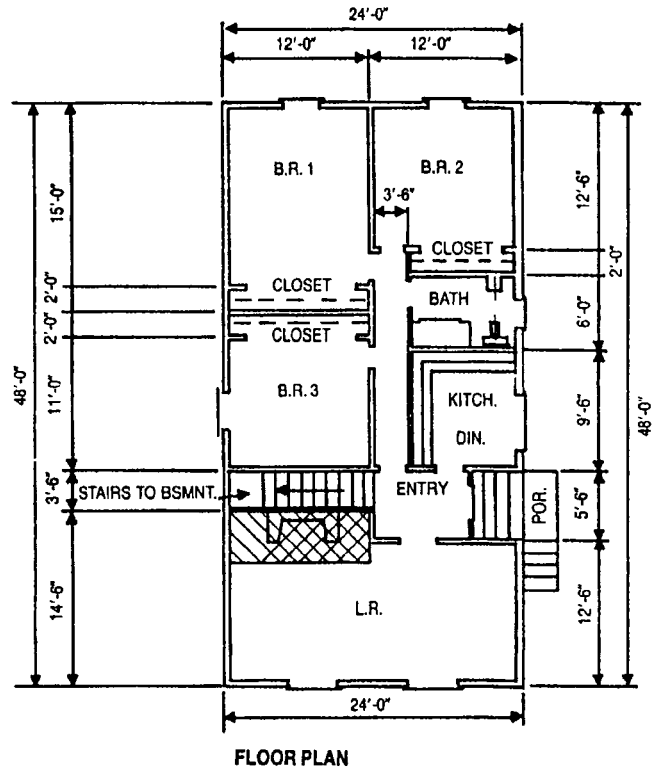 24'-0"
12'-0" 12'-0"
B.R. 1 B.R. 2
3'-6"
15'-0" 12'-6"
CLOSET
2'-0"
CLOSET
2'-0" BATH 6'-0"
CLOSET
2'-0"
48'-0" 11'-0" B.R. 3 KITCH. 9'-6" 48'-0"
DIN.
3'-6" STAIRS TO BSMNT. ENTRY POR. 5'-6"
14'-6" L.R. 12'-6"
24'-0"
FLOOR PLAN